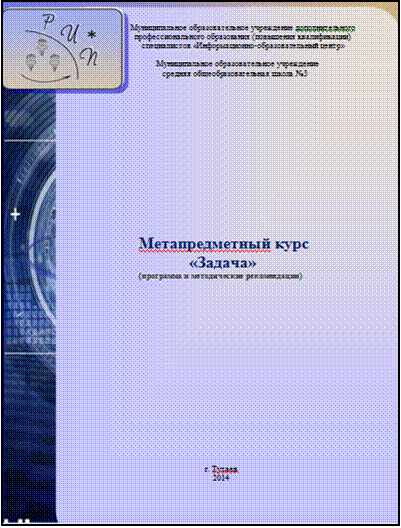 Р И * П
Муниципальное образовательное учреждение дополнительного
профессионального образования (повышения квалификации)
специалистов «Информационно-образовательный центр»
Муниципальное образовательное учреждение
средняя общеобразовательная школа №3
Метапредметный курс
«Задача»
(программа и методические рекомендации)
г. Тутаев
2014